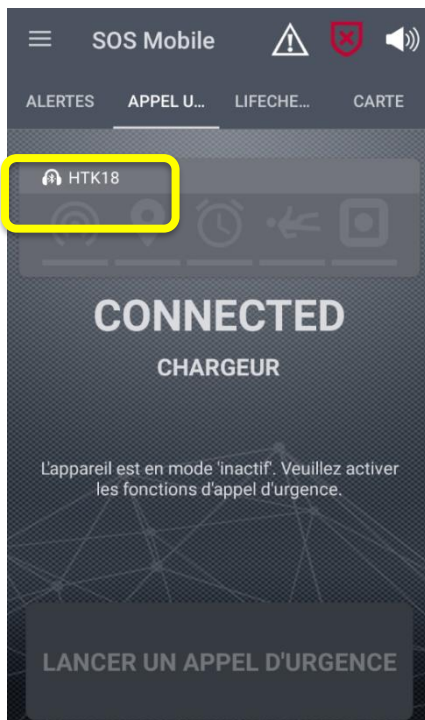 SOS Mobile
ALERTES APPEL U... LIFECHE... CARTE
HTK18
CONNECTED
CHARGEUR
L'appareil est en mode 'inactif'. Veuillez activer
les fonctions d'appel d'urgence.
LANCER UN APPEL D'URGENCE